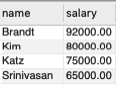 name salary
Brandt 92000.00
Kim 80000.00
Katz 75000.00
Srinivasan 65000.00